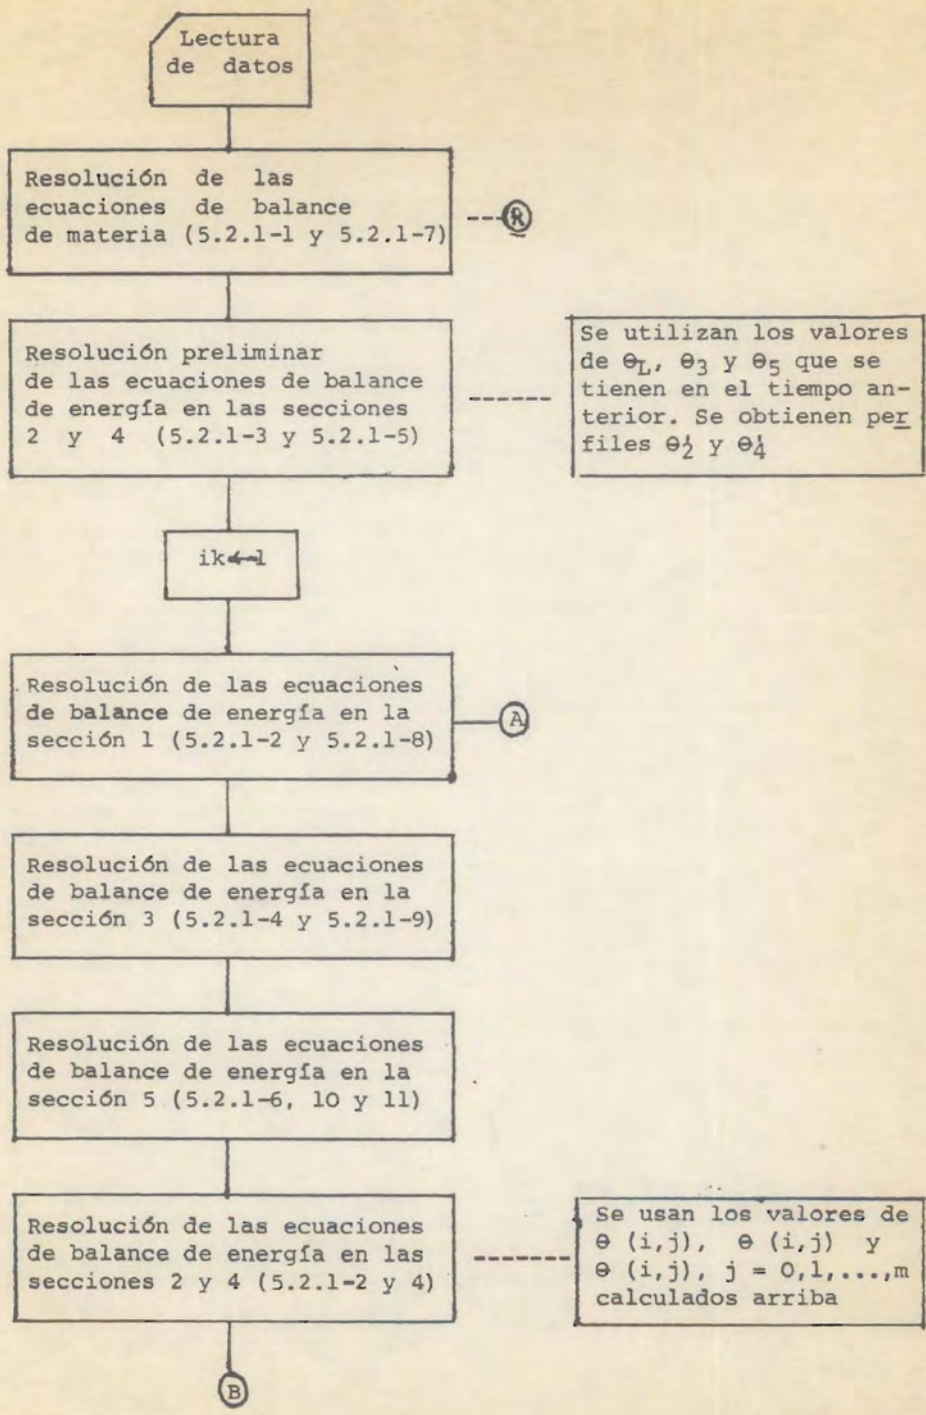 Lectura
de datos
Resolución de las
ecuaciones de balance
de materia (5.2.1-1 y 5.2.1-7)
R
Resolución preliminar
de las ecuaciones de balance
de energía en las secciones
2 y 4 (5.2.1-3 y 5.2.1-5)
Se utilizan los valores
de ӨL, Ө3 y Ө5 que se
tienen en el tiempo an-
terior. Se obtienen per
files Ө'2 y Ө'4
ik←1
Resolución de las ecuaciones
de balance de energía en la
sección 1 (5.2.1-2 y 5.2.1-8)
A
Resolución de las ecuaciones
de balance de energía en la
sección 3 (5.2.1-4 y 5.2.1-9)
Resolución de las ecuaciones
de balance de energía en la
sección 5 (5.2.1-6, 10 y 11)
Resolución de las ecuaciones
de balance de energía en las
secciones 2 y 4 (5.2.1-2 y 4)
Se usan los valores de
Ө (i,j), Ө (i,j) y
Ө (i,j), j = 0,1,...,m
calculados arriba
B